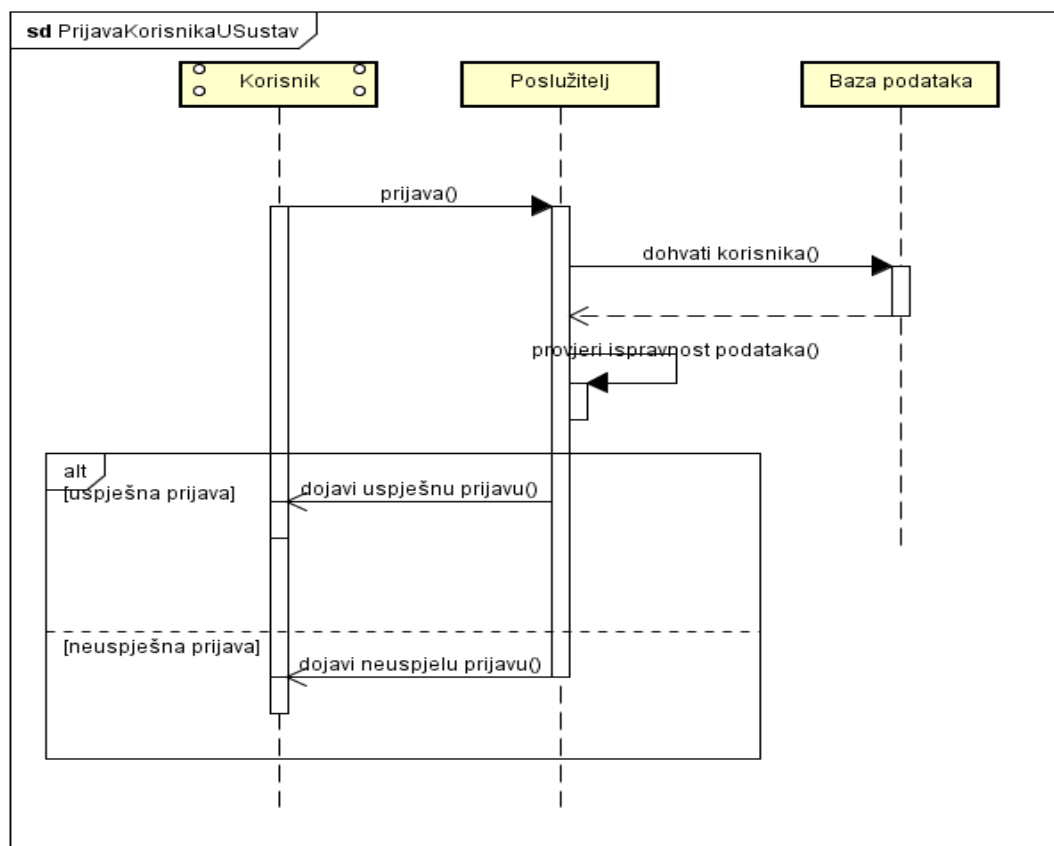 sd PrijavaKorisnikaUSustav
Korisnik
Poslužitelj
Baza podataka
prijava()
dohvati korisnika()
provjeri ispravnost podataka()
alt
[uspješna prijava]
dojavi uspješnu prijavu()
[neuspješna prijava]
dojavi neuspjelu prijavu()